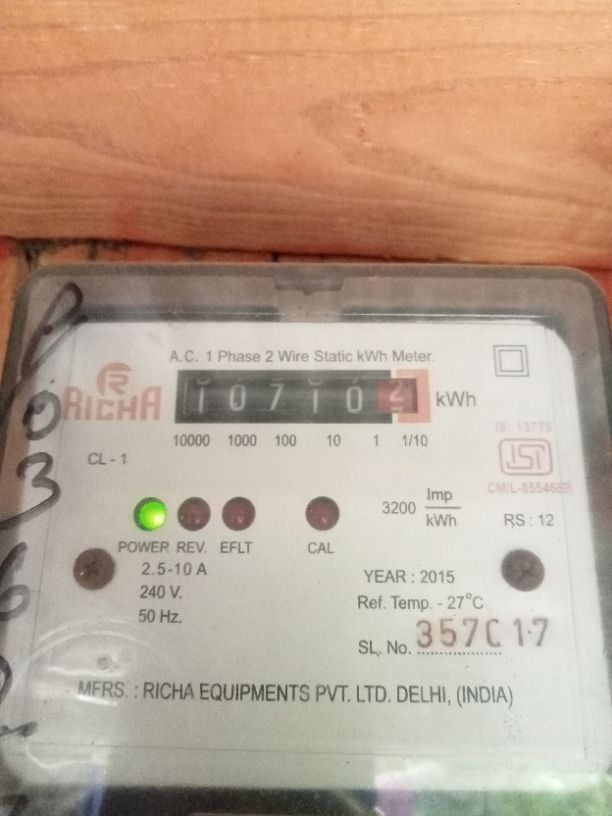 A.C. 1 Phase 2 Wire Static kWh Meter.
RICHA
10710 2 kWh
10000 1000 100 10 1 1/10
IS: 13779
CL - 1
ISI
CM/L-8554682
3200 Imp/kWh
RS : 12
POWER REV. EFLT CAL
2.5-10 A
240 V.
50 Hz.
YEAR : 2015
Ref. Temp. - 27°C
SL. No. 357C17
MFRS. : RICHA EQUIPMENTS PVT. LTD. DELHI, (INDIA)